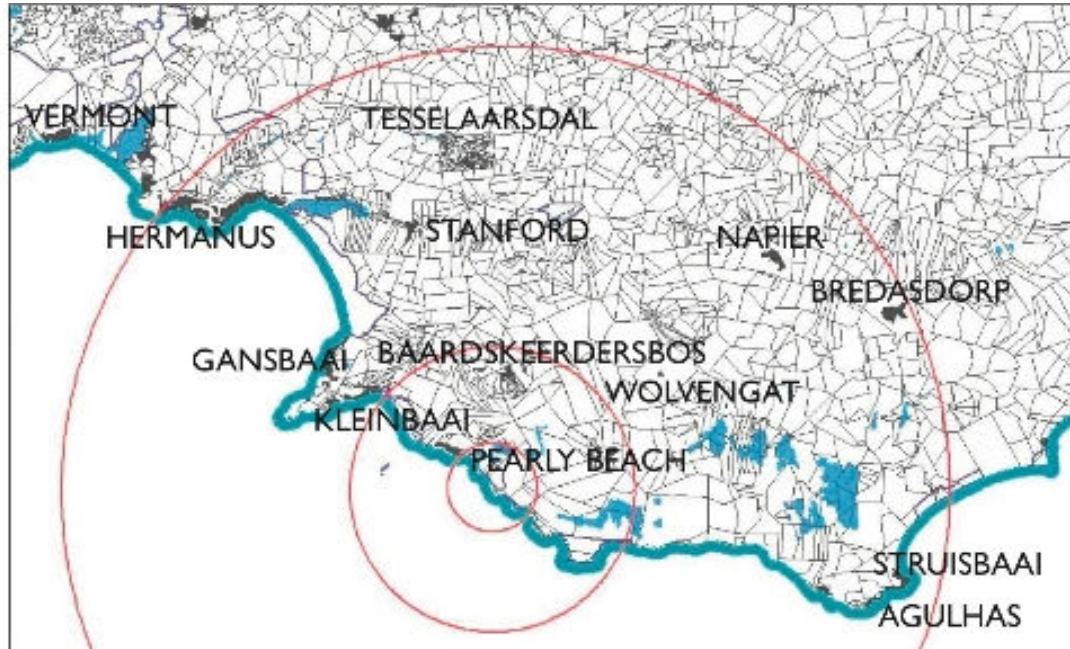 VERMONT
TESSELAARSDAL
HERMANUS
STANFORD
NAPIER
BREDASDORP
GANSBAAI
BAARDSKEERDERSBOS
WOLVENGAT
KLEINBAAI
PEARLY BEACH
STRUISBAAI
AGULHAS